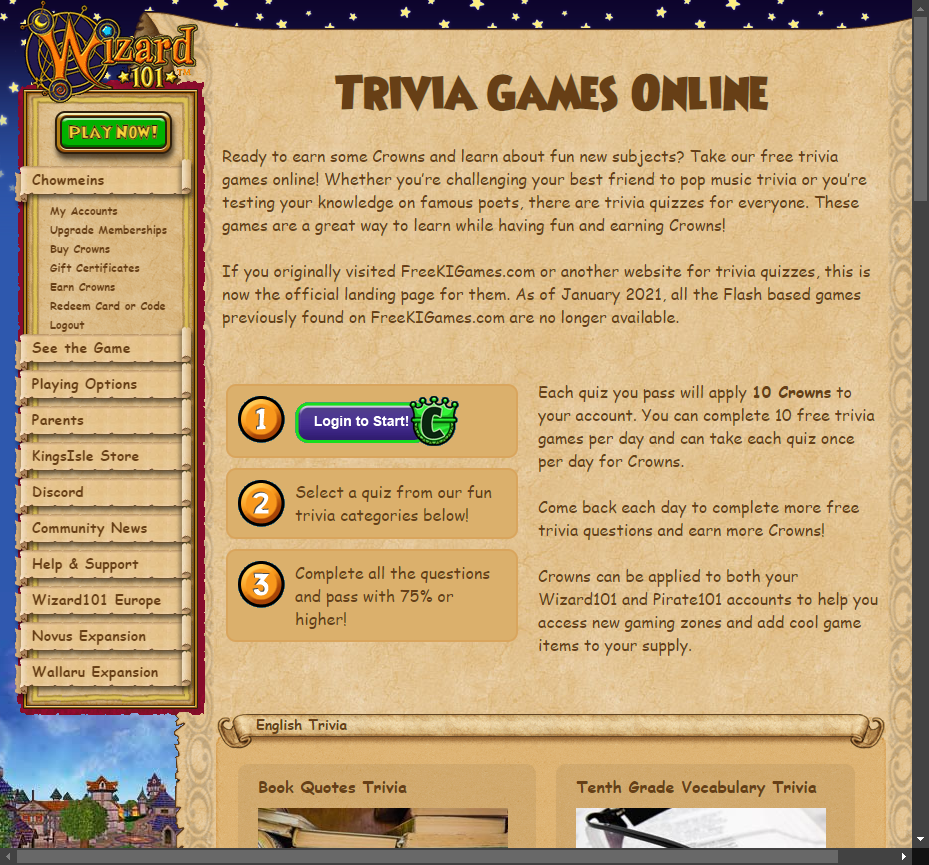 Wizard
101
TM
PLAY NOW!
Chowmeins
My Accounts
Upgrade Memberships
Buy Crowns
Gift Certificates
Earn Crowns
Redeem Card or Code
Logout
See the Game
Playing Options
Parents
KingsIsle Store
Discord
Community News
Help & Support
Wizard101 Europe
Novus Expansion
Wallaru Expansion
Trivia Games Online
Ready to earn some Crowns and learn about fun new subjects? Take our free trivia
games online! Whether you’re challenging your best friend to pop music trivia or you’re
testing your knowledge on famous poets, there are trivia quizzes for everyone. These
games are a great way to learn while having fun and earning Crowns!
If you originally visited FreeKIGames.com or another website for trivia quizzes, this is
now the official landing page for them. As of January 2021, all the Flash based games
previously found on FreeKIGames.com are no longer available.
1
Login to Start!
C
2
Select a quiz from our fun
trivia categories below!
3
Complete all the questions
and pass with 75% or
higher!
Each quiz you pass will apply 10 Crowns to
your account. You can complete 10 free trivia
games per day and can take each quiz once
per day for Crowns.
Come back each day to complete more free
trivia questions and earn more Crowns!
Crowns can be applied to both your
Wizard101 and Pirate101 accounts to help you
access new gaming zones and add cool game
items to your supply.
English Trivia
Book Quotes Trivia
Tenth Grade Vocabulary Trivia